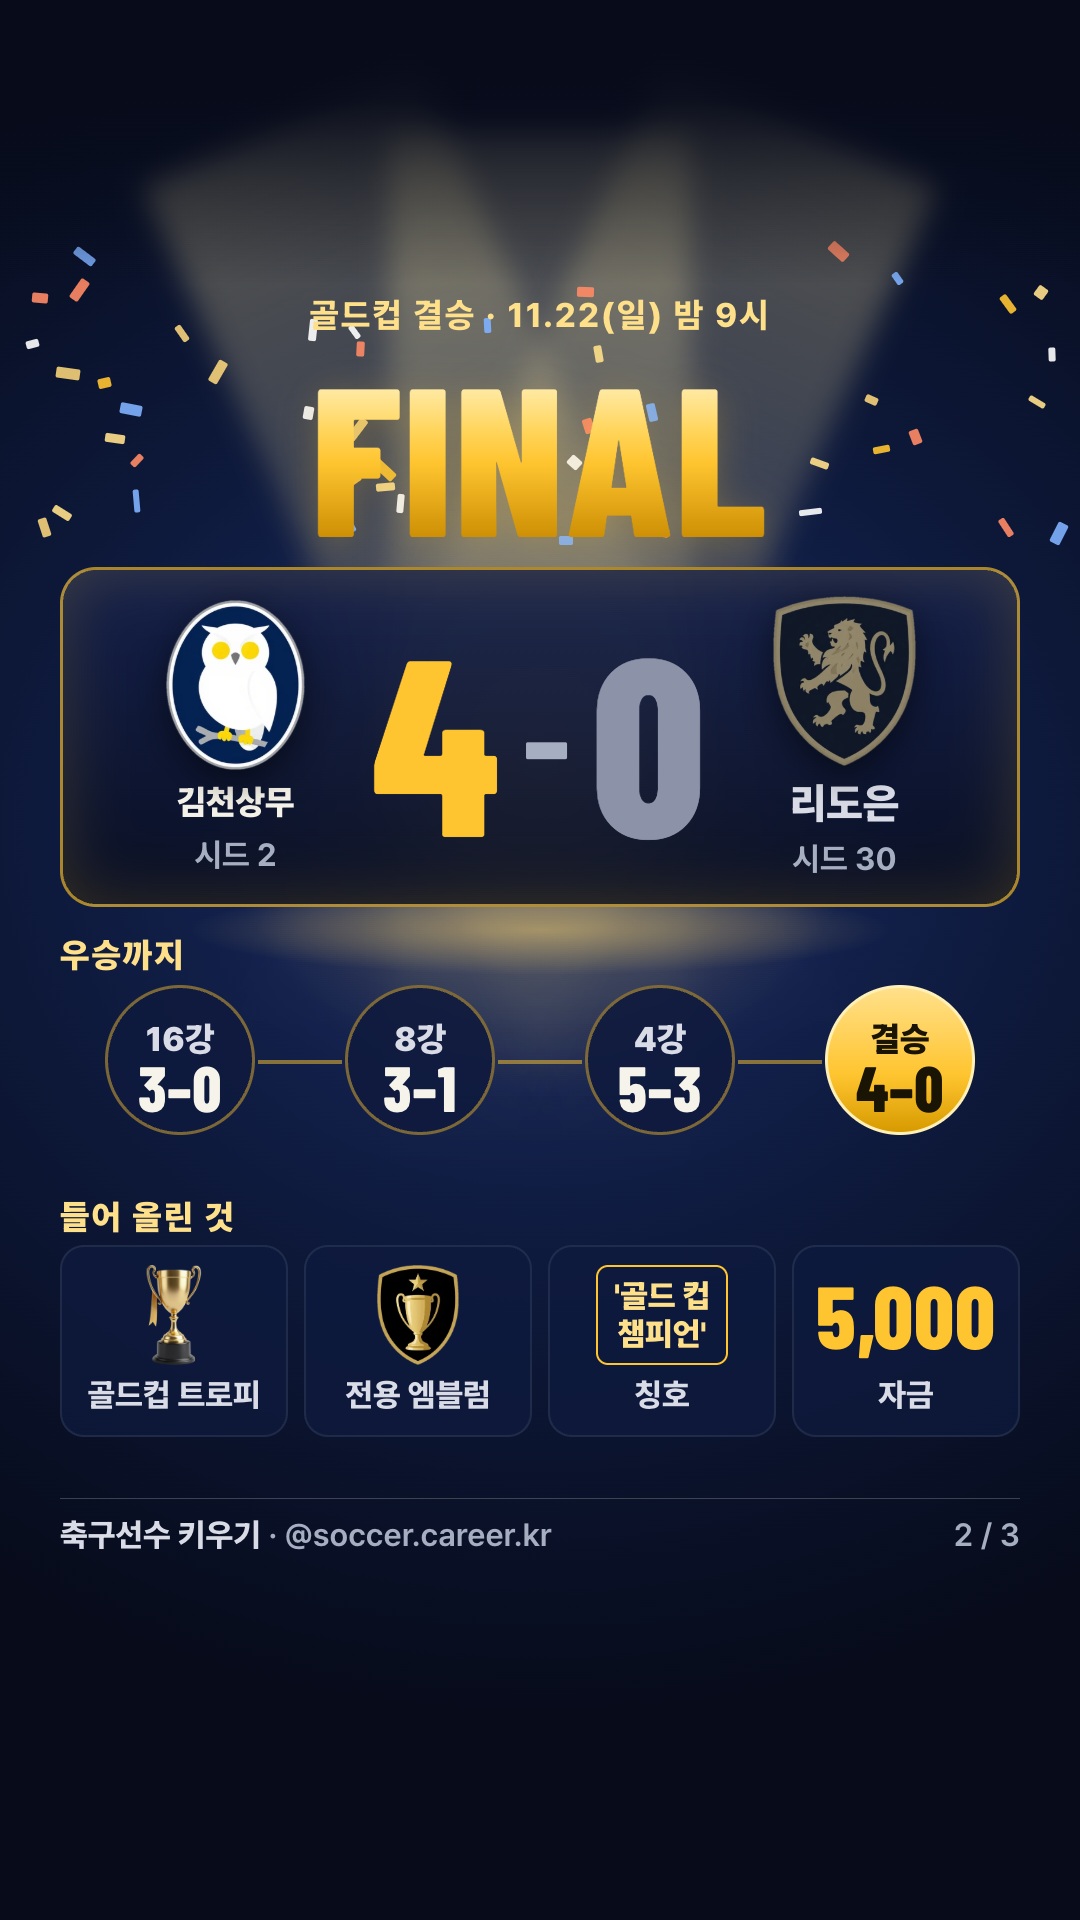 골드컵 결승 · 11.22(일) 밤 9시
FINAL
4-0
김천상무
시드 2
리도은
시드 30
우승까지
16강
3-0
8강
3-1
4강
5-3
결승
4-0
들어 올린 것
골드컵 트로피
전용 엠블럼
'골드 컵
챔피언'
칭호
5,000
자금
축구선수 키우기 · @soccer.career.kr
2 / 3